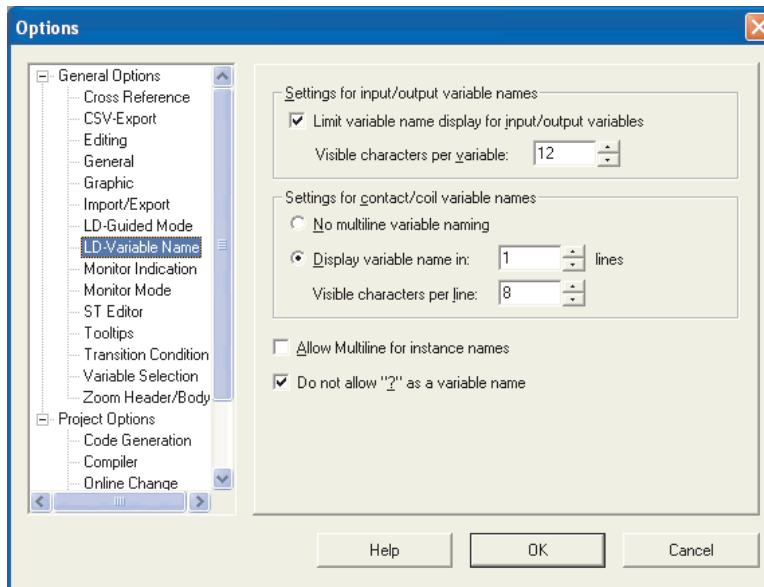 Options
General Options
Cross Reference
CSV-Export
Editing
General
Graphic
Import/Export
LD-Guided Mode
LD-Variable Name
Monitor Indication
Monitor Mode
ST Editor
Tooltips
Transition Condition
Variable Selection
Zoom Header/Body
Project Options
Code Generation
Compiler
Online Change
Settings for input/output variable names
Limit variable name display for input/output variables
Visible characters per variable: 12
Settings for contact/coil variable names
No multiline variable naming
Display variable name in: 1 lines
Visible characters per line: 8
Allow Multiline for instance names
Do not allow "?" as a variable name
Help OK Cancel